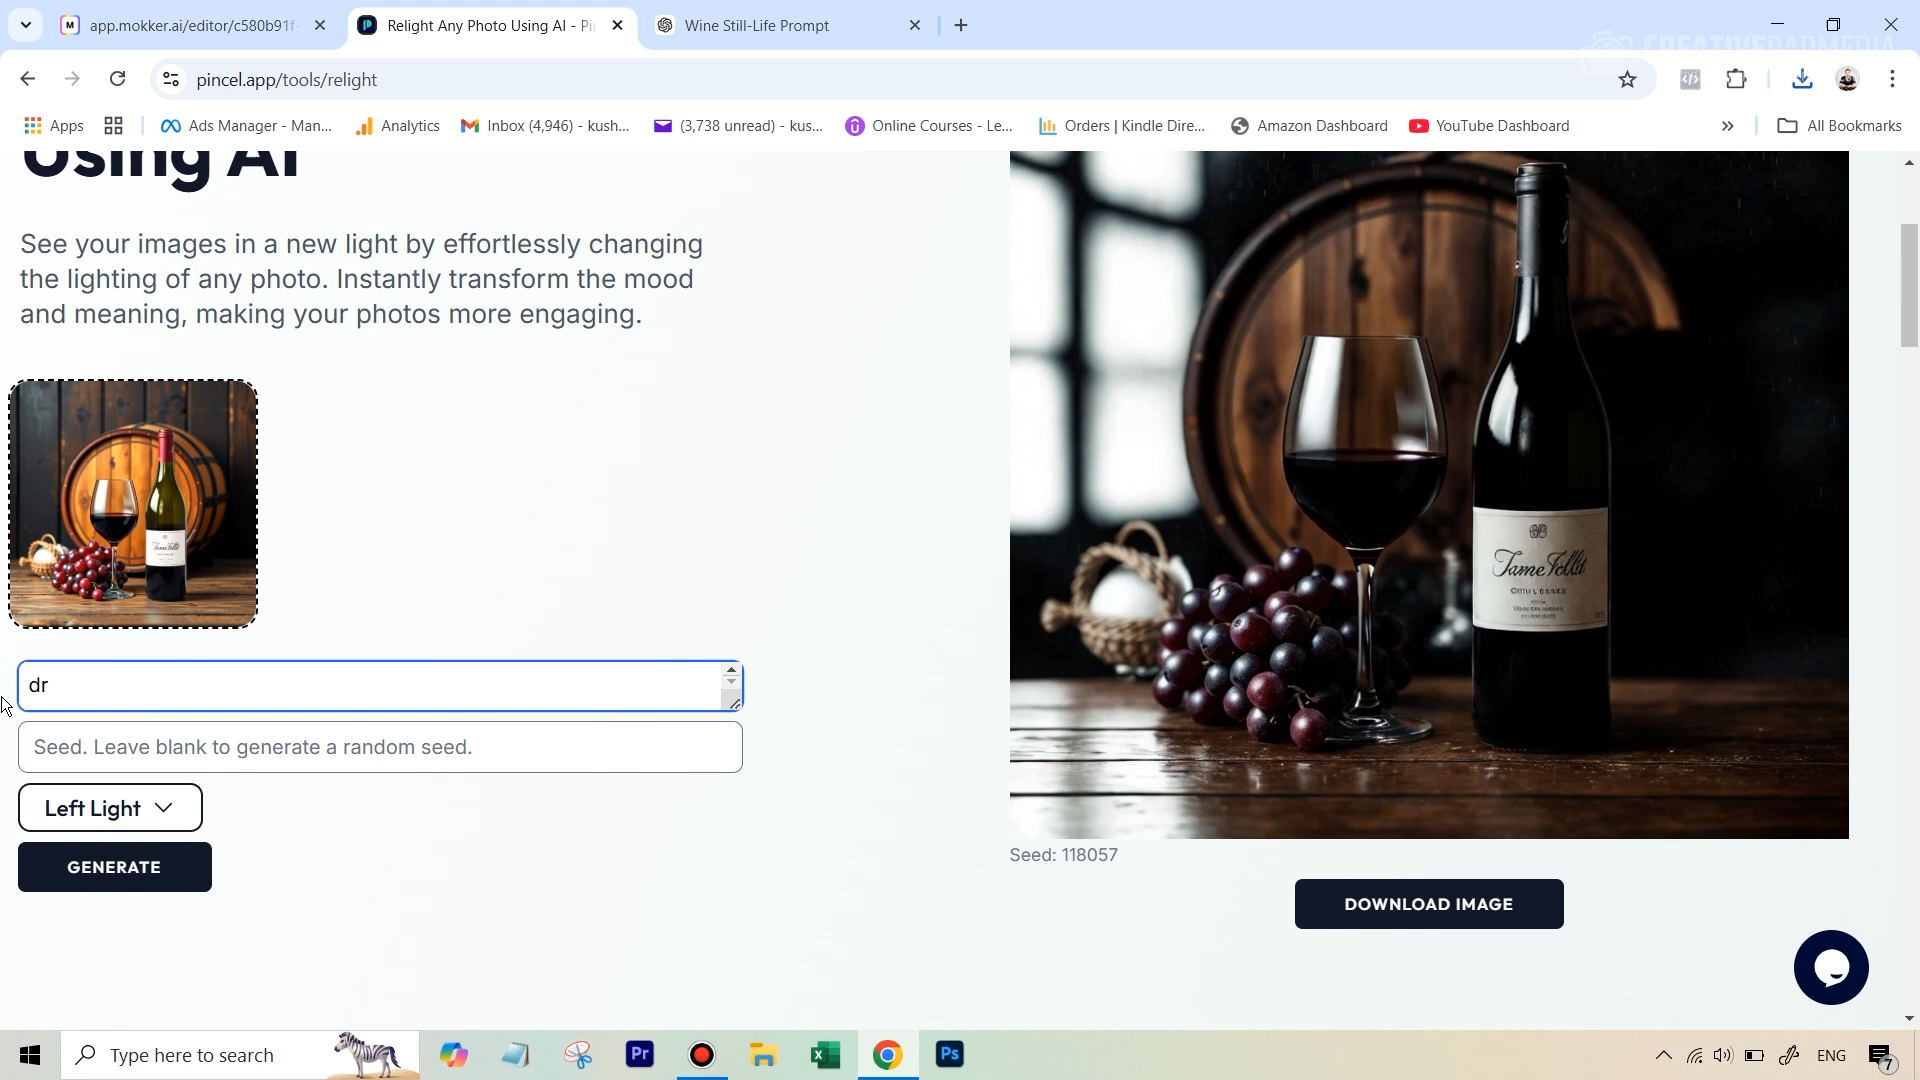 app.mokker.ai/editor/c580b91f-
Relight Any Photo Using AI - Pi
Wine Still-Life Prompt
CREATIVEPADMEDIA
pincel.app/tools/relight
Apps
Ads Manager - Man...
Analytics
Inbox (4,946) - kush...
(3,738 unread) - kus...
Online Courses - Le...
Orders | Kindle Dire...
Amazon Dashboard
YouTube Dashboard
All Bookmarks
Using AI
See your images in a new light by effortlessly changing
the lighting of any photo. Instantly transform the mood
and meaning, making your photos more engaging.
dr
Seed. Leave blank to generate a random seed.
Left Light
GENERATE
Seed: 118057
DOWNLOAD IMAGE
Type here to search
Pr
Ps
ENG
7